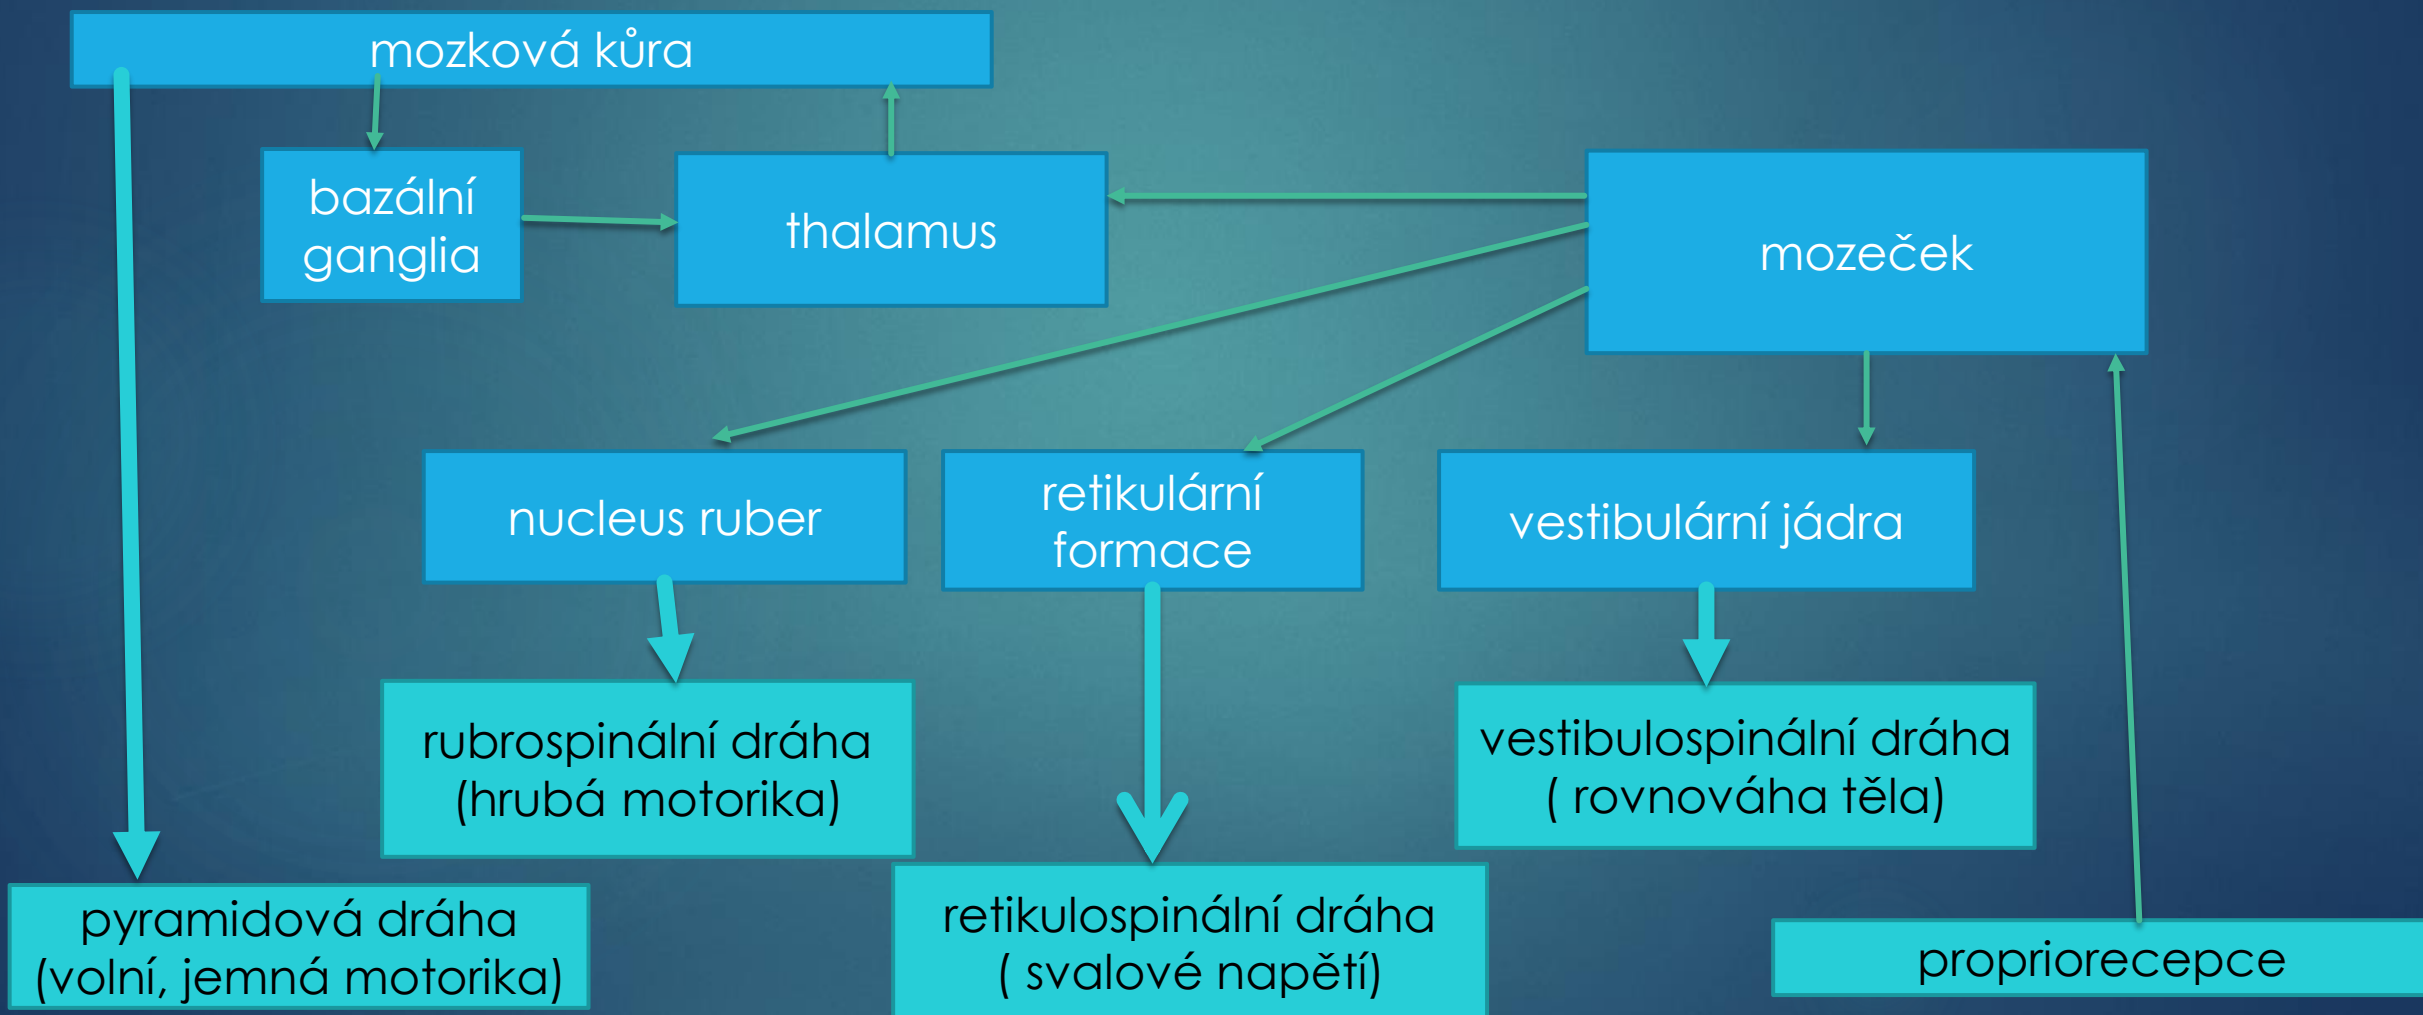 mozková kůra
bazální
ganglia
thalamus
mozeček
nucleus ruber
retikulární
formace
vestibulární jádra
rubrospinální dráha
(hrubá motorika)
vestibulospinální dráha
( rovnováha těla)
pyramidová dráha
(volní, jemná motorika)
retikulospinální dráha
( svalové napětí)
propriorecepce